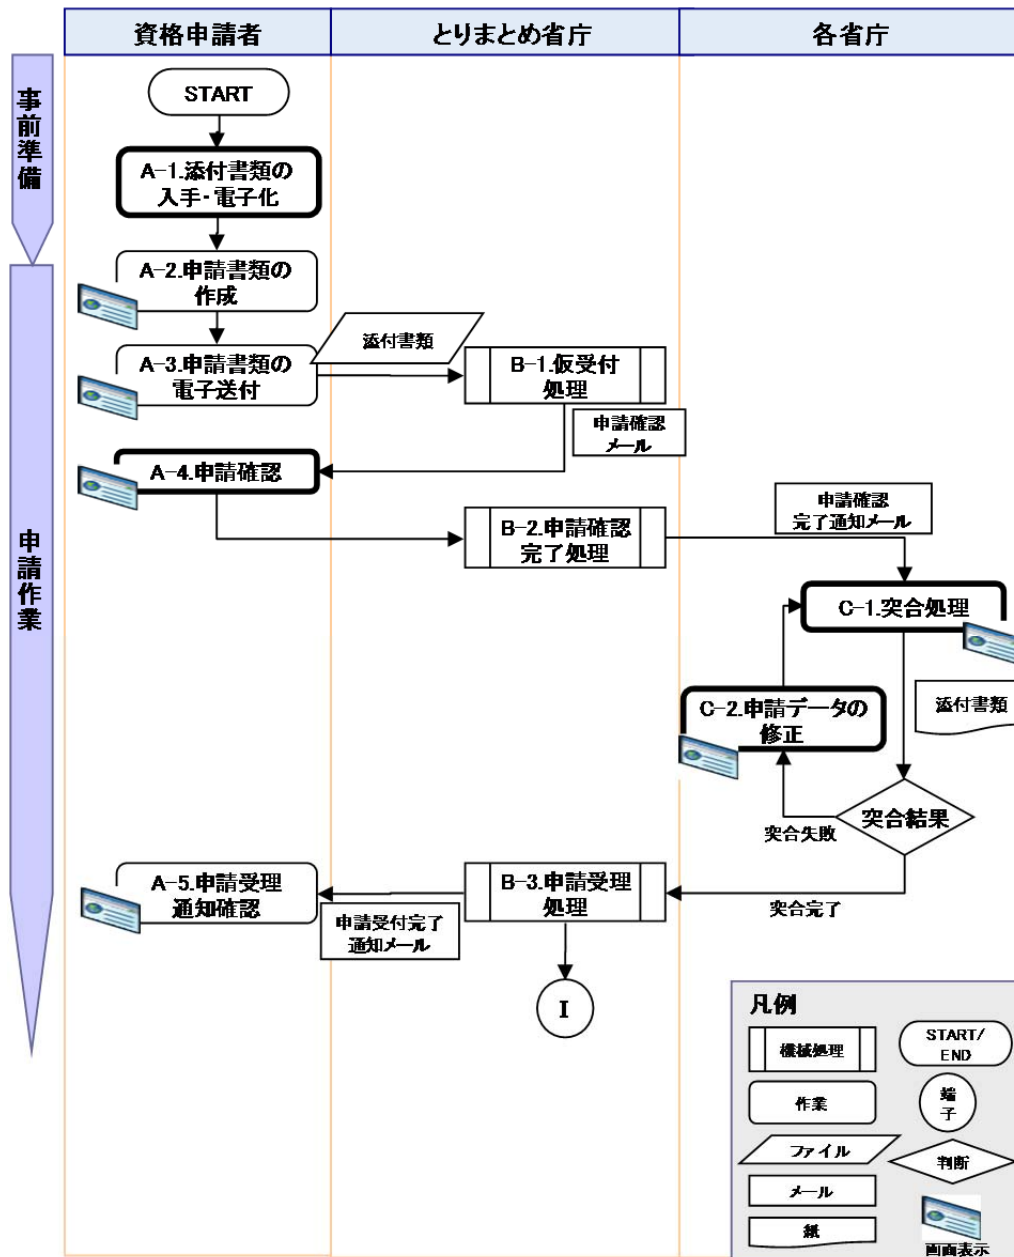 資格申請者
とりまとめ省庁
各省庁
事前準備
START
A-1.添付書類の
入手・電子化
申請作業
A-2.申請書類の
作成
A-3.申請書類の
電子送付
添付書類
B-1.仮受付
処理
申請確認
メール
A-4.申請確認
B-2.申請確認
完了処理
申請確認
完了通知メール
C-1.突合処理
添付書類
C-2.申請データの
修正
突合結果
突合失敗
突合完了
B-3.申請受理
処理
A-5.申請受理
通知確認
申請受付完了
通知メール
I
凡例
機械処理
START/
END
作業
端
子
ファイル
判断
メール
紙
画面表示